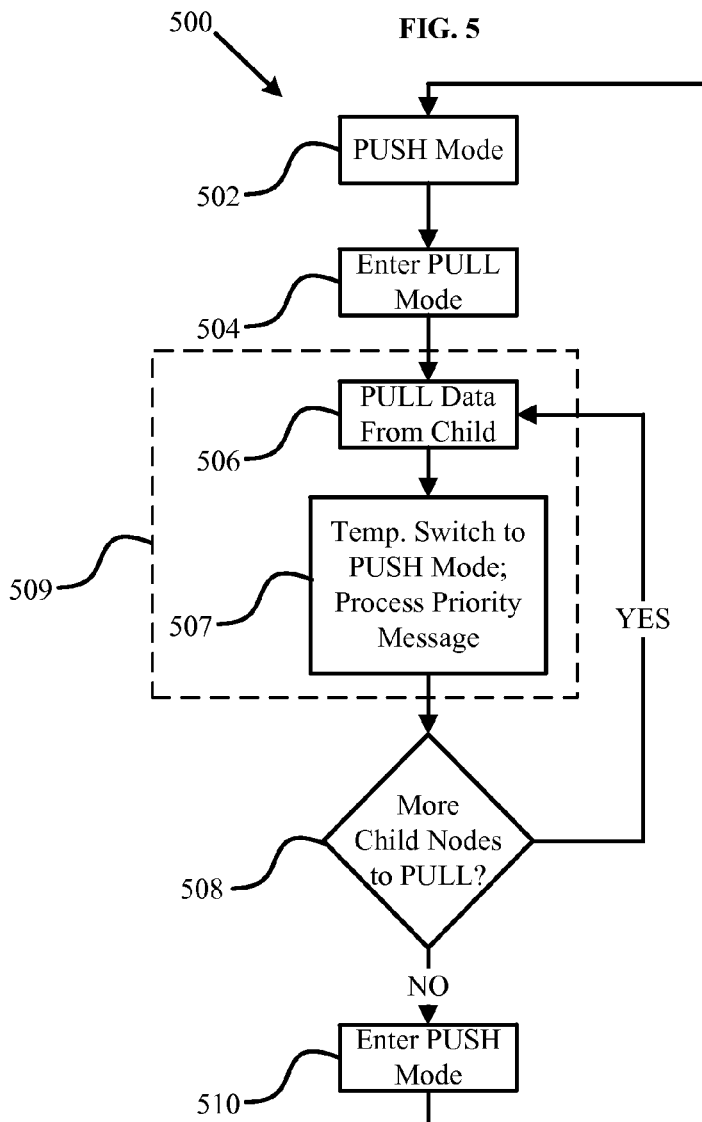 500
FIG. 5
PUSH Mode
502
Enter PULL
Mode
504
PULL Data
From Child
506
Temp. Switch to
PUSH Mode;
Process Priority
Message
507
509
YES
More
Child Nodes
to PULL?
508
NO
Enter PUSH
Mode
510